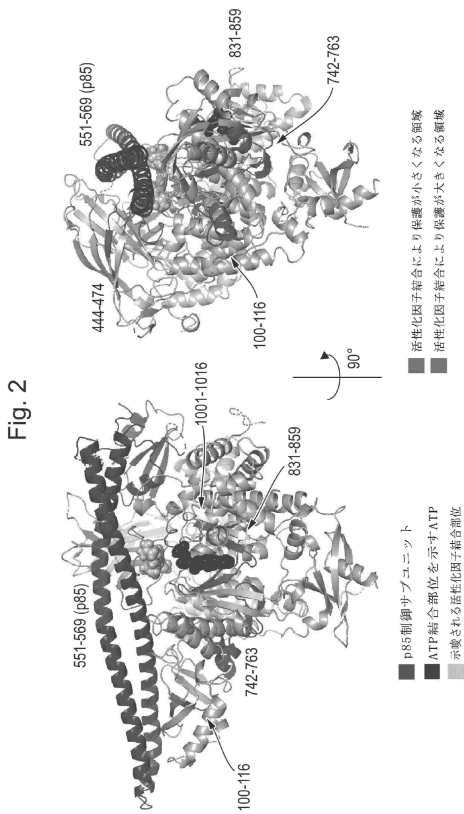 Fig. 2
551-569 (p85)
1001-1016
831-859
742-763
100-116
90°
551-569 (p85)
444-474
831-859
742-763
100-116
p85制御サブユニット
ATP結合部位を示すATP
示唆される活性化因子結合部位
活性化因子結合により保護が小さくなる領域
活性化因子結合により保護が大きくなる領域